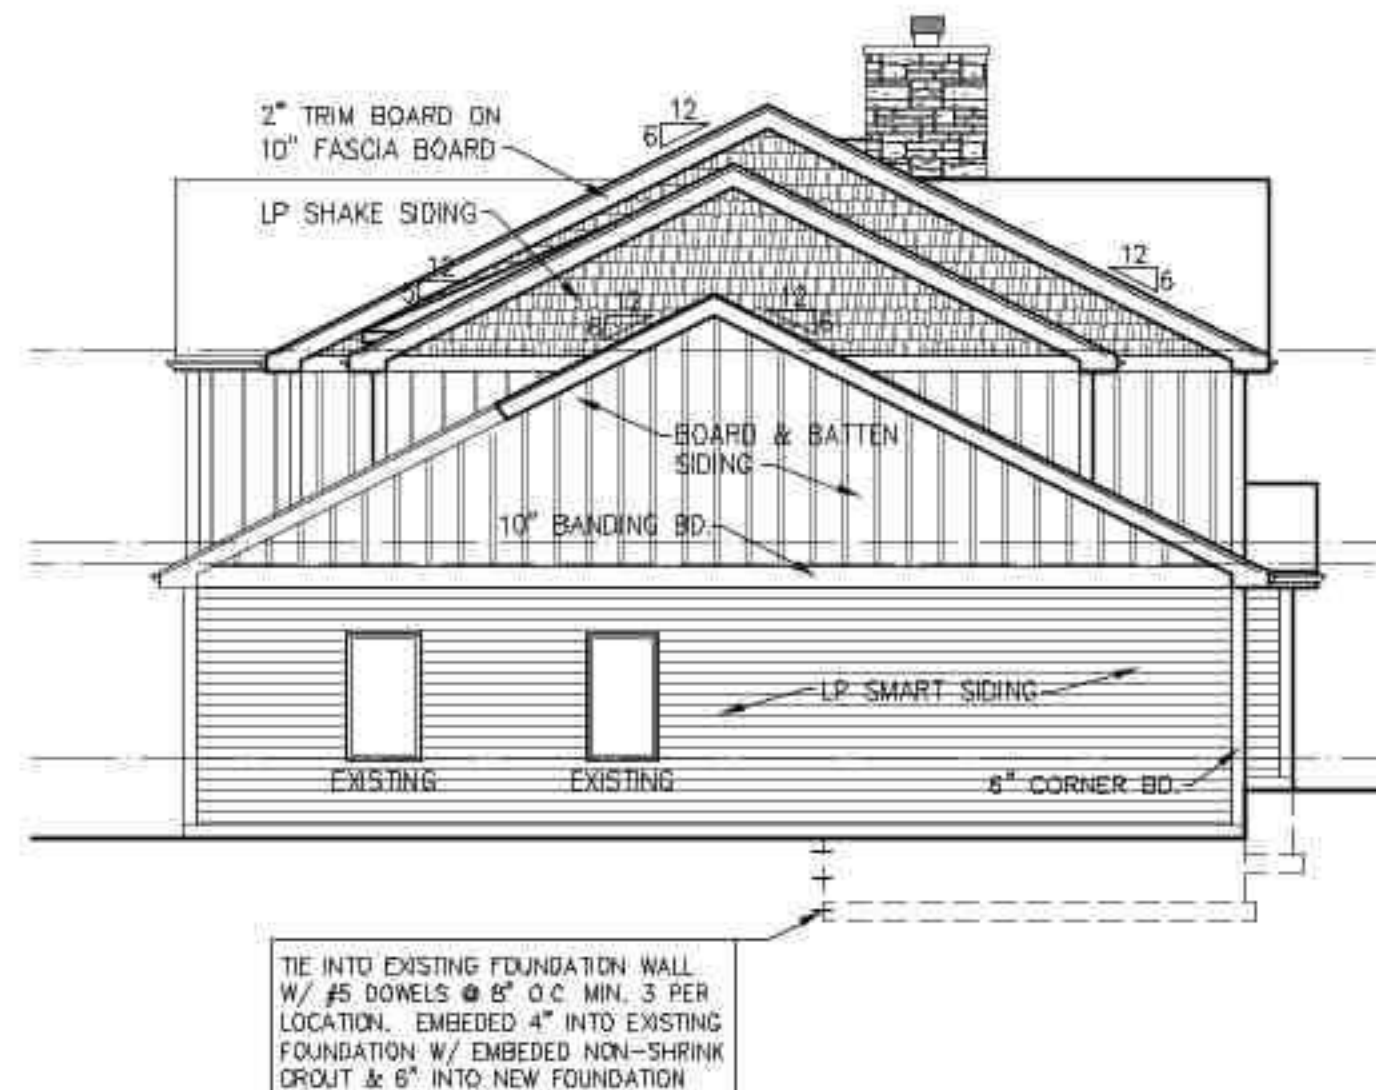 12
6
2" TRIM BOARD ON
10" FASCIA BOARD
LP SHAKE SIDING
12
12
6
12
6
12
6
BOARD & BATTEN
SIDING
10" BANDING BD.
LP SMART SIDING
EXISTING
EXISTING
6" CORNER BD.
TIE INTO EXISTING FOUNDATION WALL
W/ #5 DOWELS @ 8" O.C MIN. 3 PER
LOCATION. EMBEDED 4" INTO EXISTING
FOUNDATION W/ EMBEDED NON-SHRINK
GROUT & 6" INTO NEW FOUNDATION